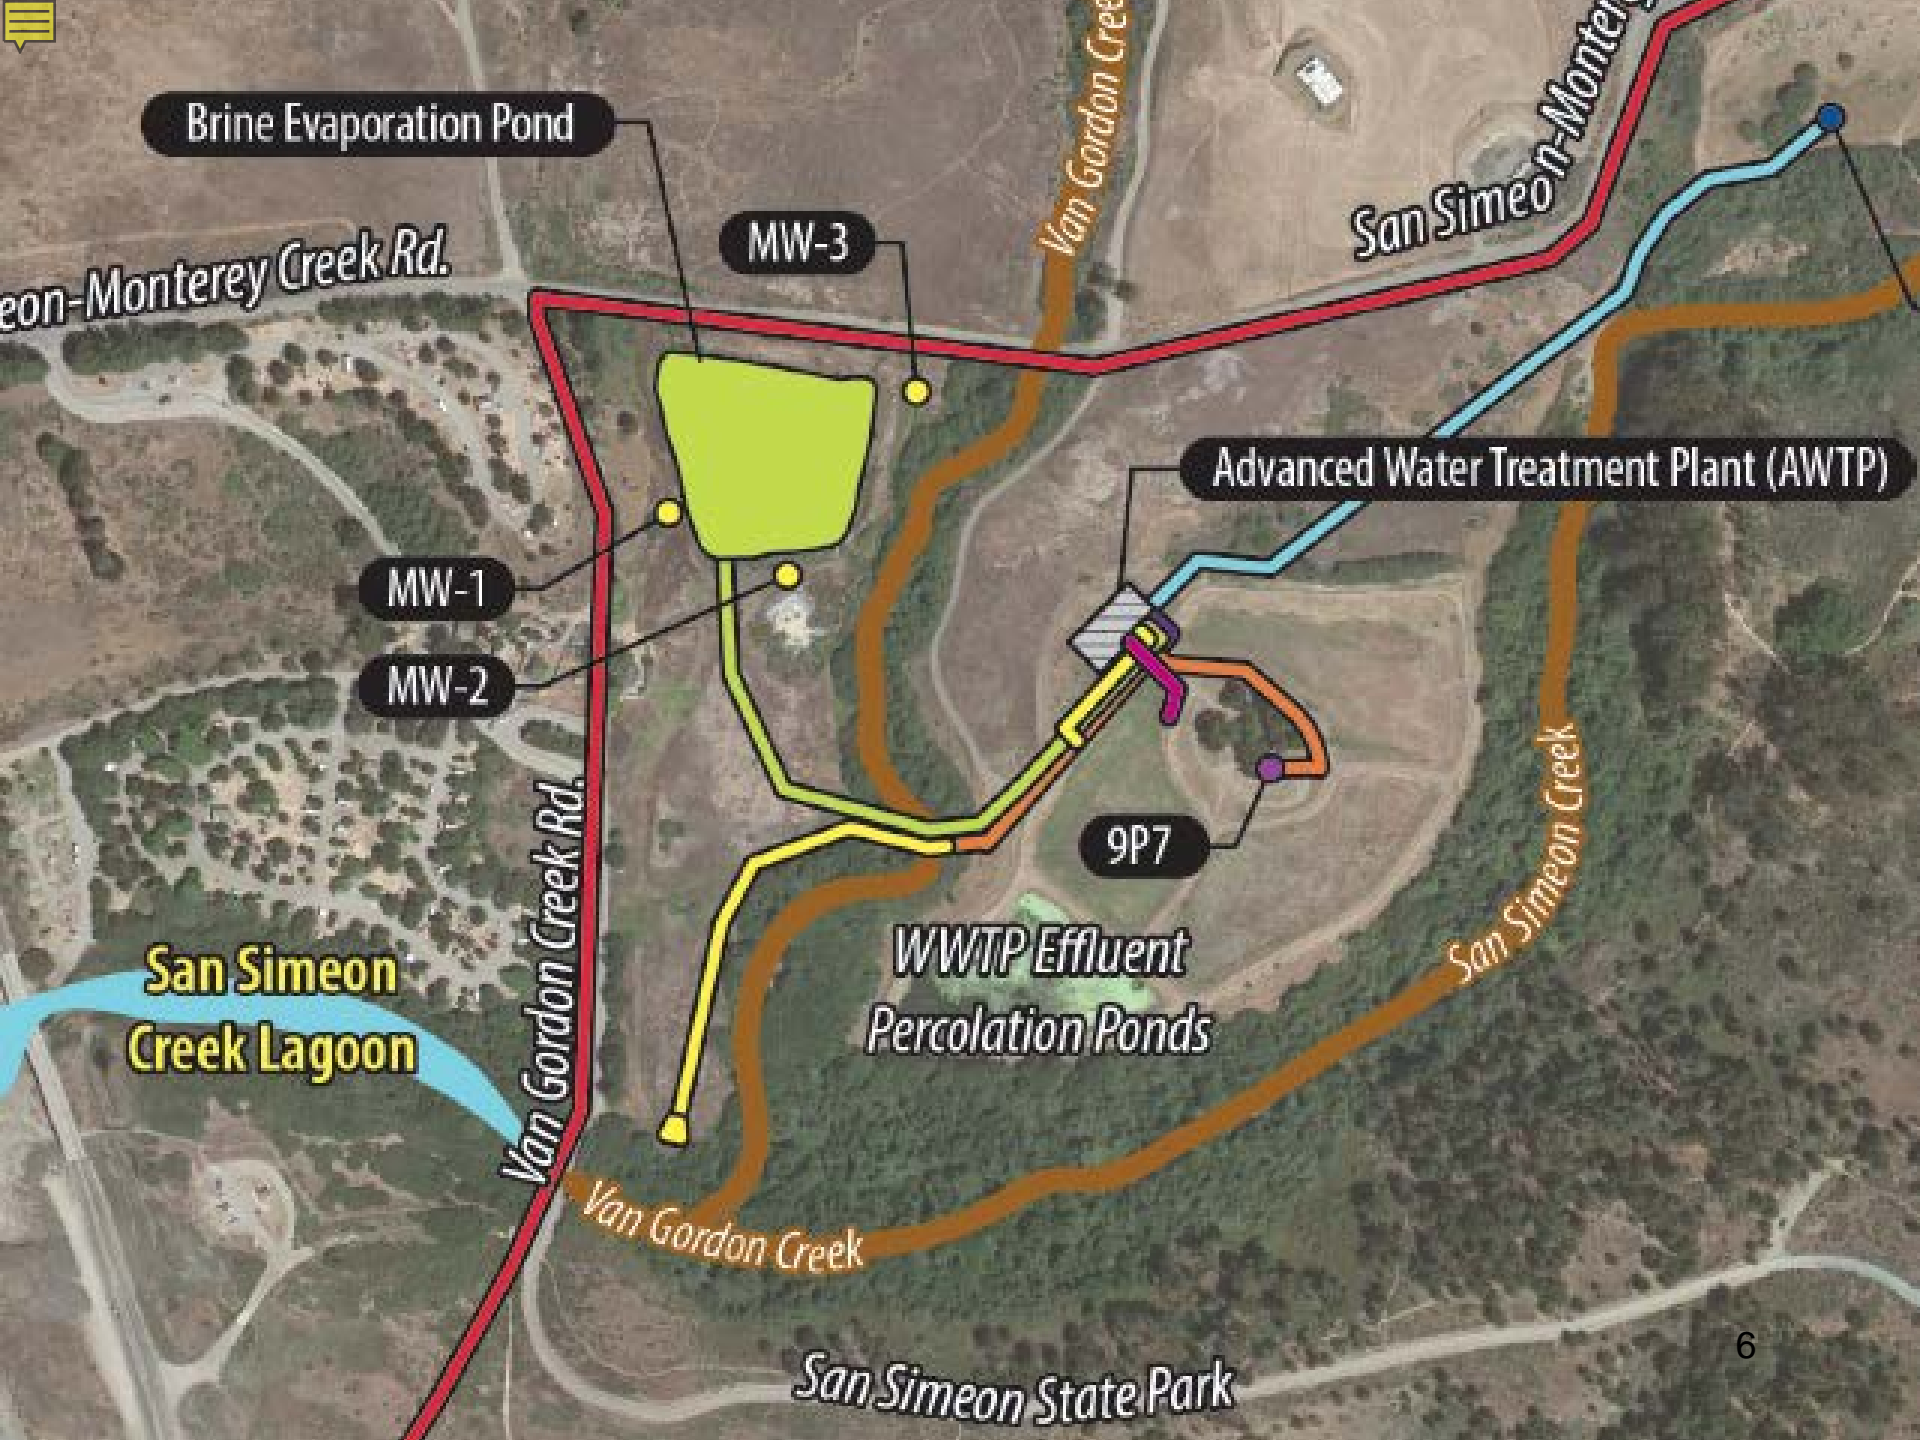 Van Gordon Cree
San Simeon-Monter
Brine Evaporation Pond
MW-3
eon-Monterey Creek Rd.
Advanced Water Treatment Plant (AWTP)
MW-1
MW-2
9P7
Van Gordon Creek Rd.
San Simeon Creek
WWTP Effluent
Percolation Ponds
San Simeon
Creek Lagoon
Van Gordon Creek
San Simeon State Park
6